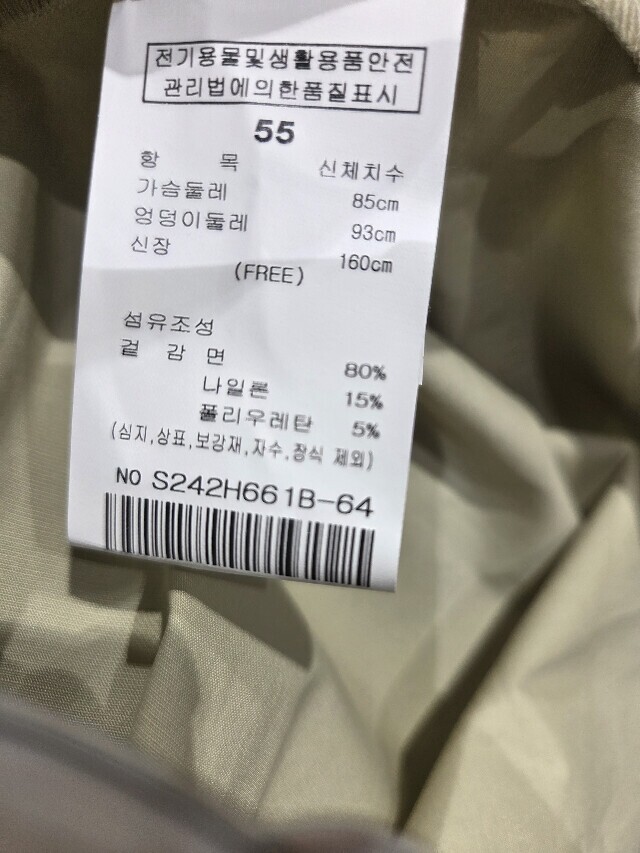 전기용품및생활용품안전
관리법에의한품질표시
55
항 목 신체치수
가슴둘레 85cm
엉덩이둘레 93cm
신장 160cm
(FREE)
섬유조성
겉감 면 80%
나일론 15%
폴리우레탄 5%
(심지,상표,보강재,자수,장식 제외)
NO S242H661B-64